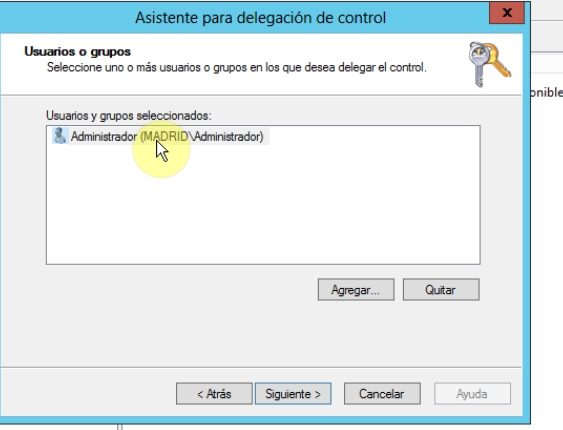 Asistente para delegación de control
x
Usuarios o grupos
Seleccione uno o más usuarios o grupos en los que desea delegar el control.
onible
Usuarios y grupos seleccionados:
Administrador (MADRID\Administrador)
Agregar...
Quitar
< Atrás
Siguiente >
Cancelar
Ayuda